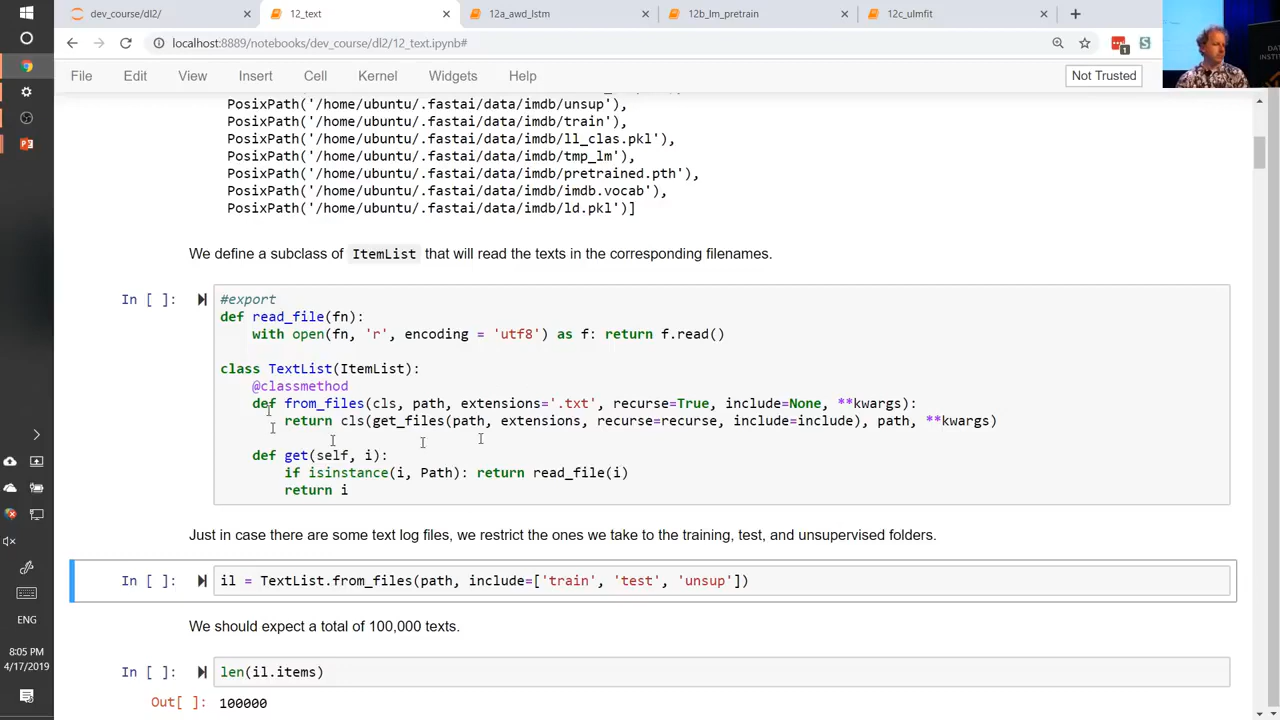 dev_course/dl2/
12_text
12a_awd_lstm
12b_lm_pretrain
12c_ulmfit
localhost:8889/notebooks/dev_course/dl2/12_text.ipynb#
File Edit View Insert Cell Kernel Widgets Help
Not Trusted
PosixPath('/home/ubuntu/.fastai/data/imdb/unsup'),
PosixPath('/home/ubuntu/.fastai/data/imdb/train'),
PosixPath('/home/ubuntu/.fastai/data/imdb/ll_clas.pkl'),
PosixPath('/home/ubuntu/.fastai/data/imdb/tmp_lm'),
PosixPath('/home/ubuntu/.fastai/data/imdb/pretrained.pth'),
PosixPath('/home/ubuntu/.fastai/data/imdb/imdb.vocab'),
PosixPath('/home/ubuntu/.fastai/data/imdb/ld.pkl')]
We define a subclass of ItemList that will read the texts in the corresponding filenames.
In [ ]:
#export
def read_file(fn):
with open(fn, 'r', encoding = 'utf8') as f: return f.read()
class TextList(ItemList):
@classmethod
def from_files(cls, path, extensions='.txt', recurse=True, include=None, **kwargs):
return cls(get_files(path, extensions, recurse=recurse, include=include), path, **kwargs)
def get(self, i):
if isinstance(i, Path): return read_file(i)
return i
Just in case there are some text log files, we restrict the ones we take to the training, test, and unsupervised folders.
In [ ]: il = TextList.from_files(path, include=['train', 'test', 'unsup'])
We should expect a total of 100,000 texts.
In [ ]: len(il.items)
Out[ ]: 100000
ENG
8:05 PM
4/17/2019